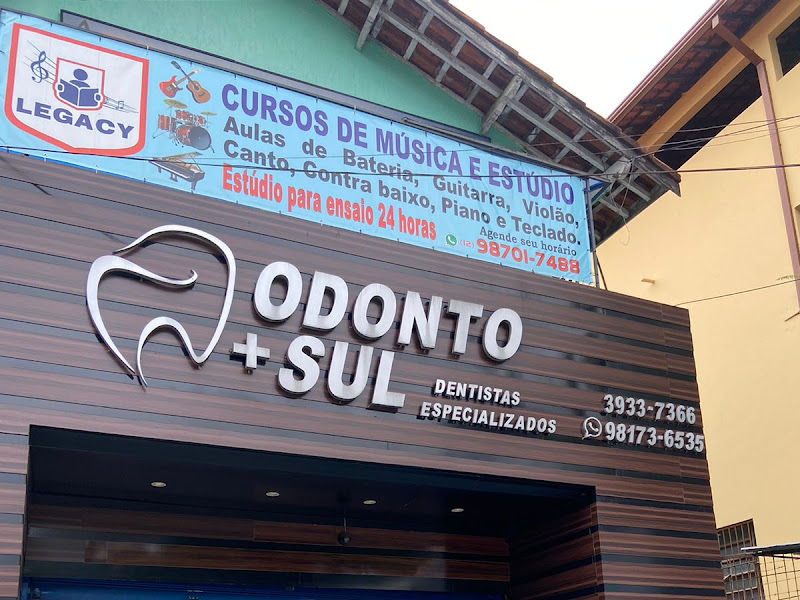 LEGACY
CURSOS DE MÚSICA E ESTÚDIO
Aulas de Bateria, Guitarra, Violão,
Canto, Contra baixo, Piano e Teclado.
Estúdio para ensaio 24 horas
Agende seu horário
(12) 98701-7488
ODONTO
+ SUL
DENTISTAS
ESPECIALIZADOS
3933-7366
98173-6535